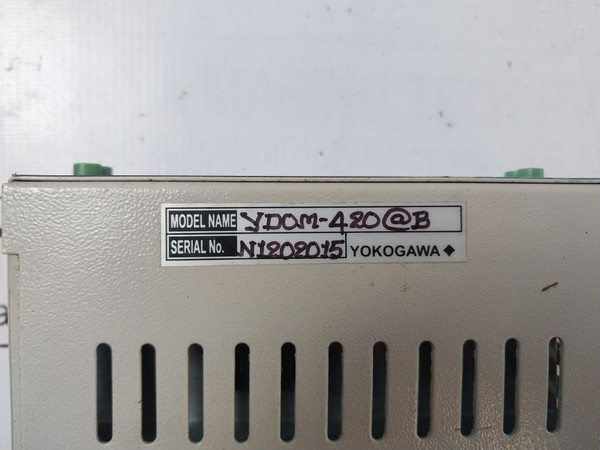 MODEL NAME YDOM-420@B
SERIAL No. N1202015 YOKOGAWA ◆